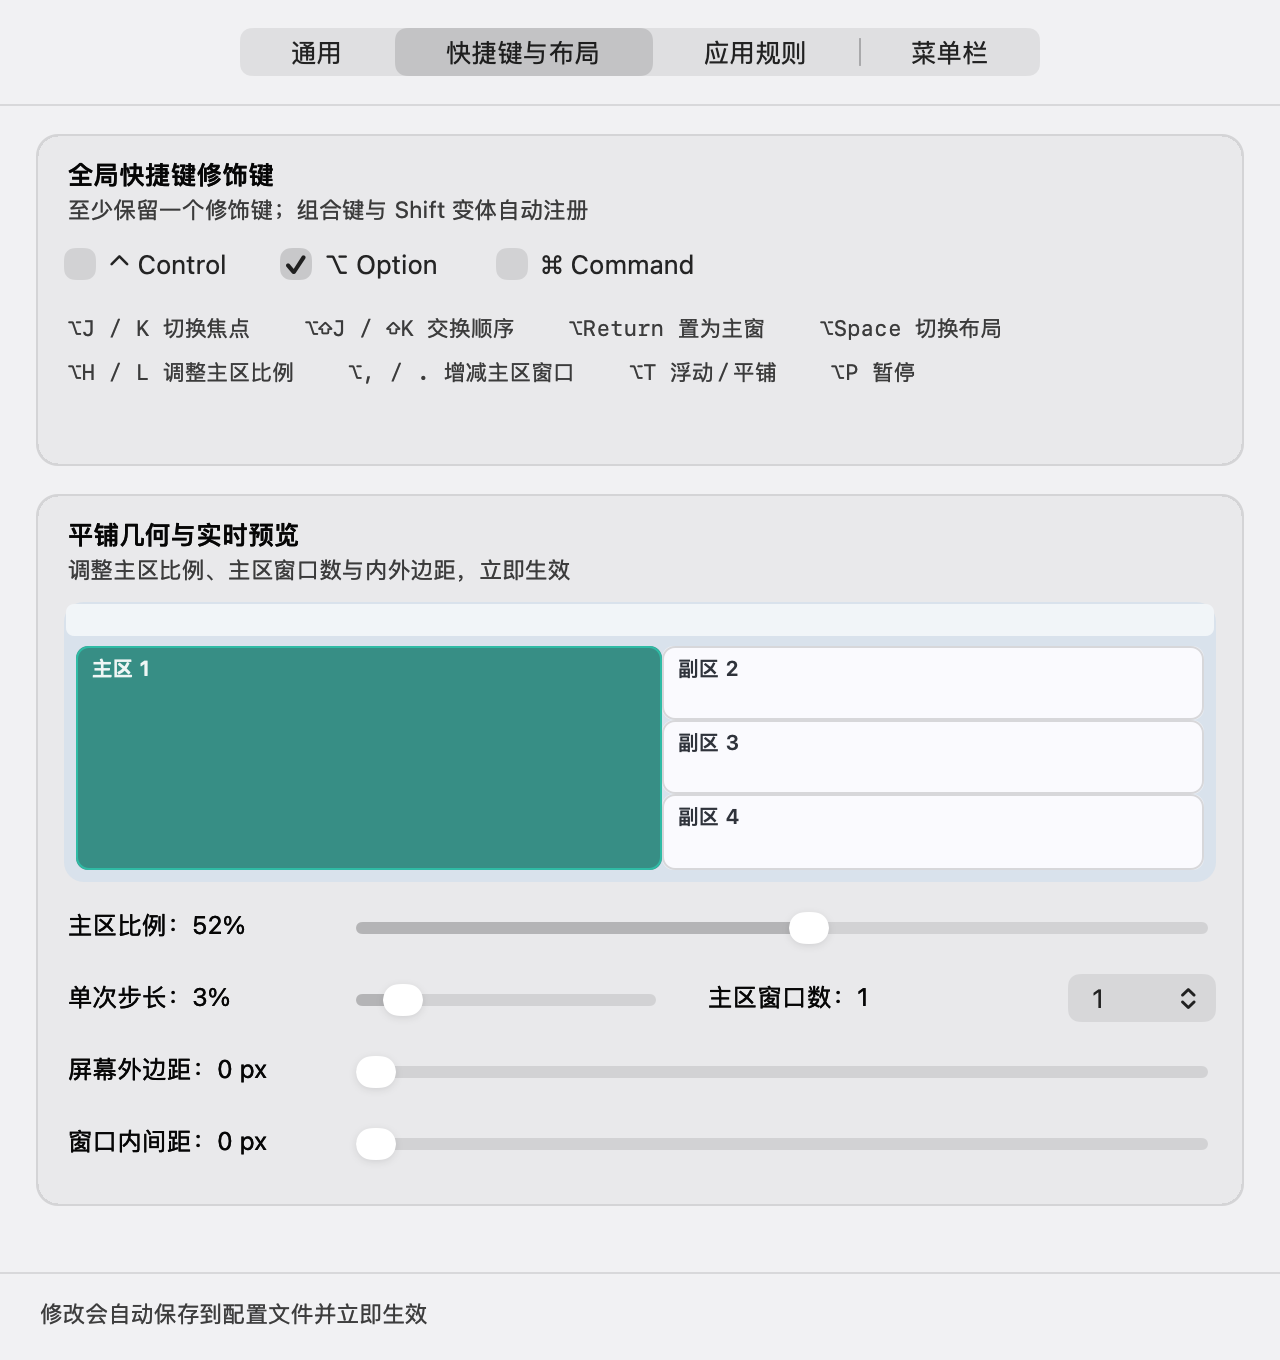 通用 快捷键与布局 应用规则 菜单栏
全局快捷键修饰键
至少保留一个修饰键；组合键与 Shift 变体自动注册
^ Control ⌥ Option ⌘ Command
⌥J / K 切换焦点 ⌥⇧J / ⇧K 交换顺序 ⌥Return 置为主窗 ⌥Space 切换布局
⌥H / L 调整主区比例 ⌥, / . 增减主区窗口 ⌥T 浮动/平铺 ⌥P 暂停
平铺几何与实时预览
调整主区比例、主区窗口数与内外边距，立即生效
主区 1
副区 2
副区 3
副区 4
主区比例：52%
单次步长：3% 主区窗口数：1 1
屏幕外边距：0 px
窗口内间距：0 px
修改会自动保存到配置文件并立即生效